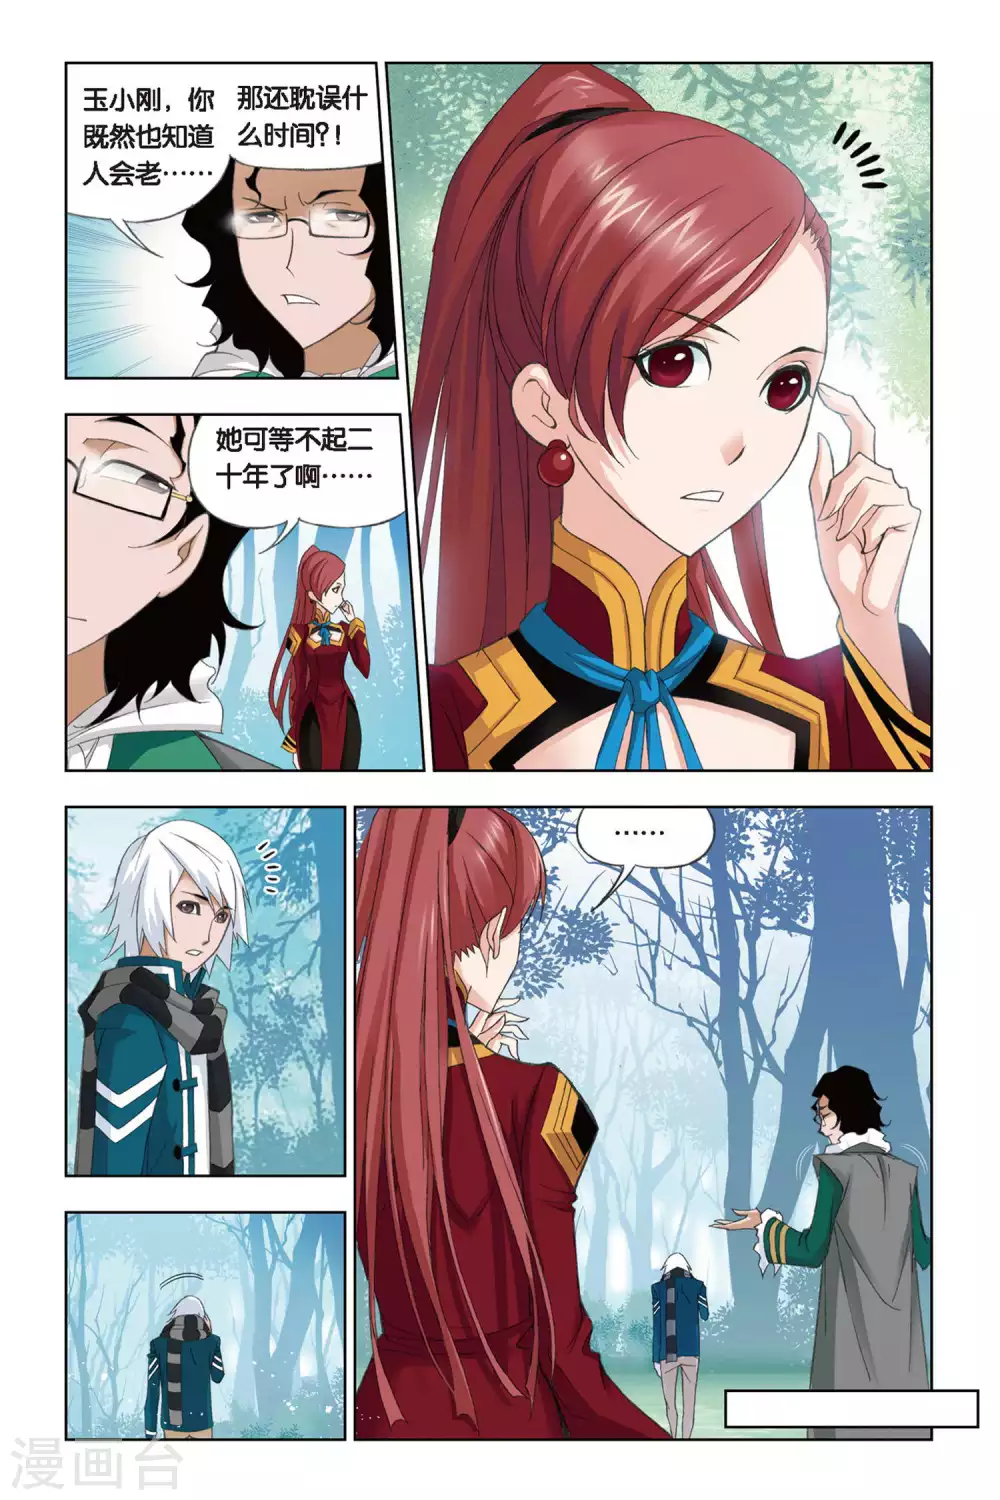 玉小刚，你
既然也知道
人会老……
那还耽误什
么时间？！
她可等不起二
十年了啊……
……
漫画台